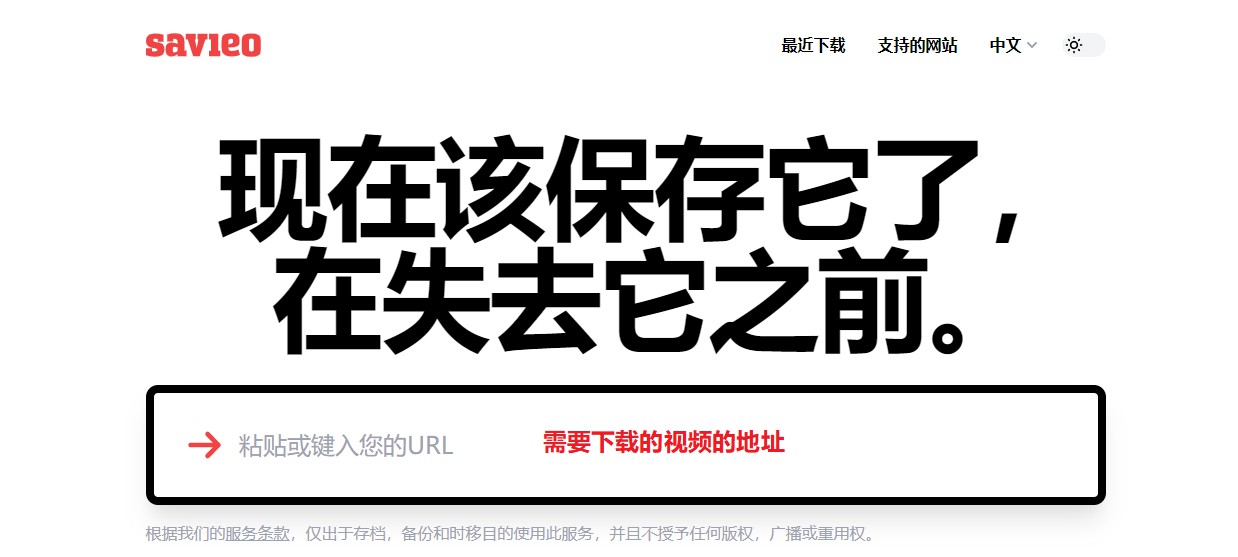 savieo
最近下载 支持的网站 中文
现在该保存它了，
在失去它之前。
粘贴或键入您的URL 需要下载的视频的地址
根据我们的服务条款，仅出于存档，备份和时移目的使用此服务，并且不授予任何版权，广播或重用权。